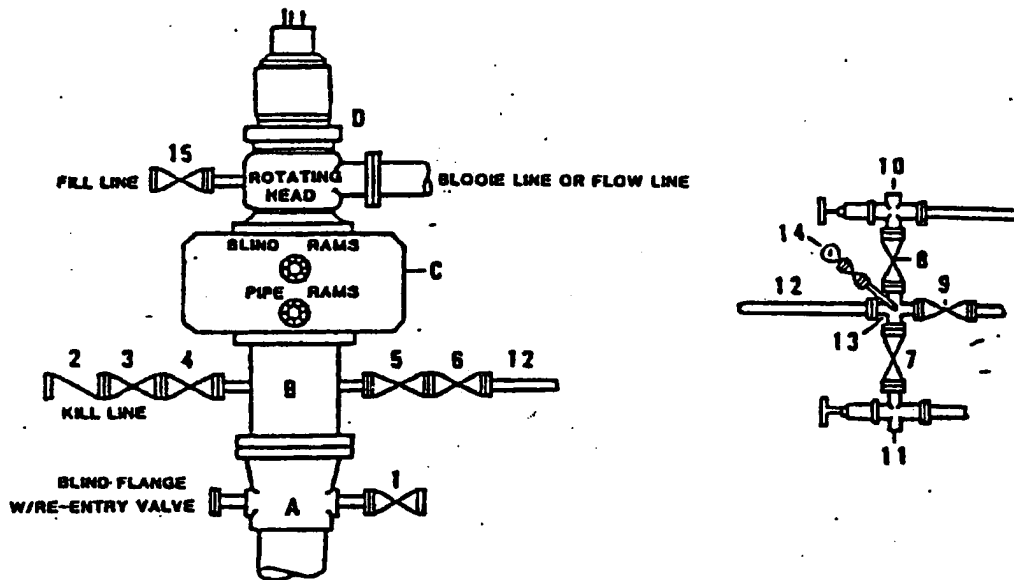 D
15
FILL LINE
ROTATING
HEAD
BLOOIE LINE OR FLOW LINE
BLIND RAMS
C
PIPE RAMS
2 3 4
B
5 6 12
KILL LINE
BLIND FLANGE
W/RE-ENTRY VALVE
A
1
10
14
8
12
9
13
7
11